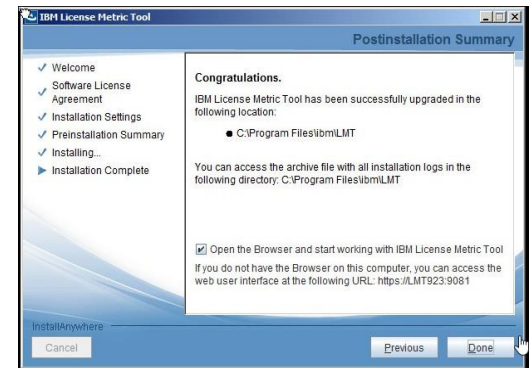 IBM License Metric Tool
Postinstallation Summary
Welcome
Software License
Agreement
Installation Settings
Preinstallation Summary
Installing...
Installation Complete
Congratulations.
IBM License Metric Tool has been successfully upgraded in the
following location:
C:\Program Files\ibm\LMT
You can access the archive file with all installation logs in the
following directory: C:\Program Files\ibm\LMT
Open the Browser and start working with IBM License Metric Tool
If you do not have the Browser on this computer, you can access the
web user interface at the following URL: https://LMT923:9081
InstallAnywhere
Cancel
Previous
Done